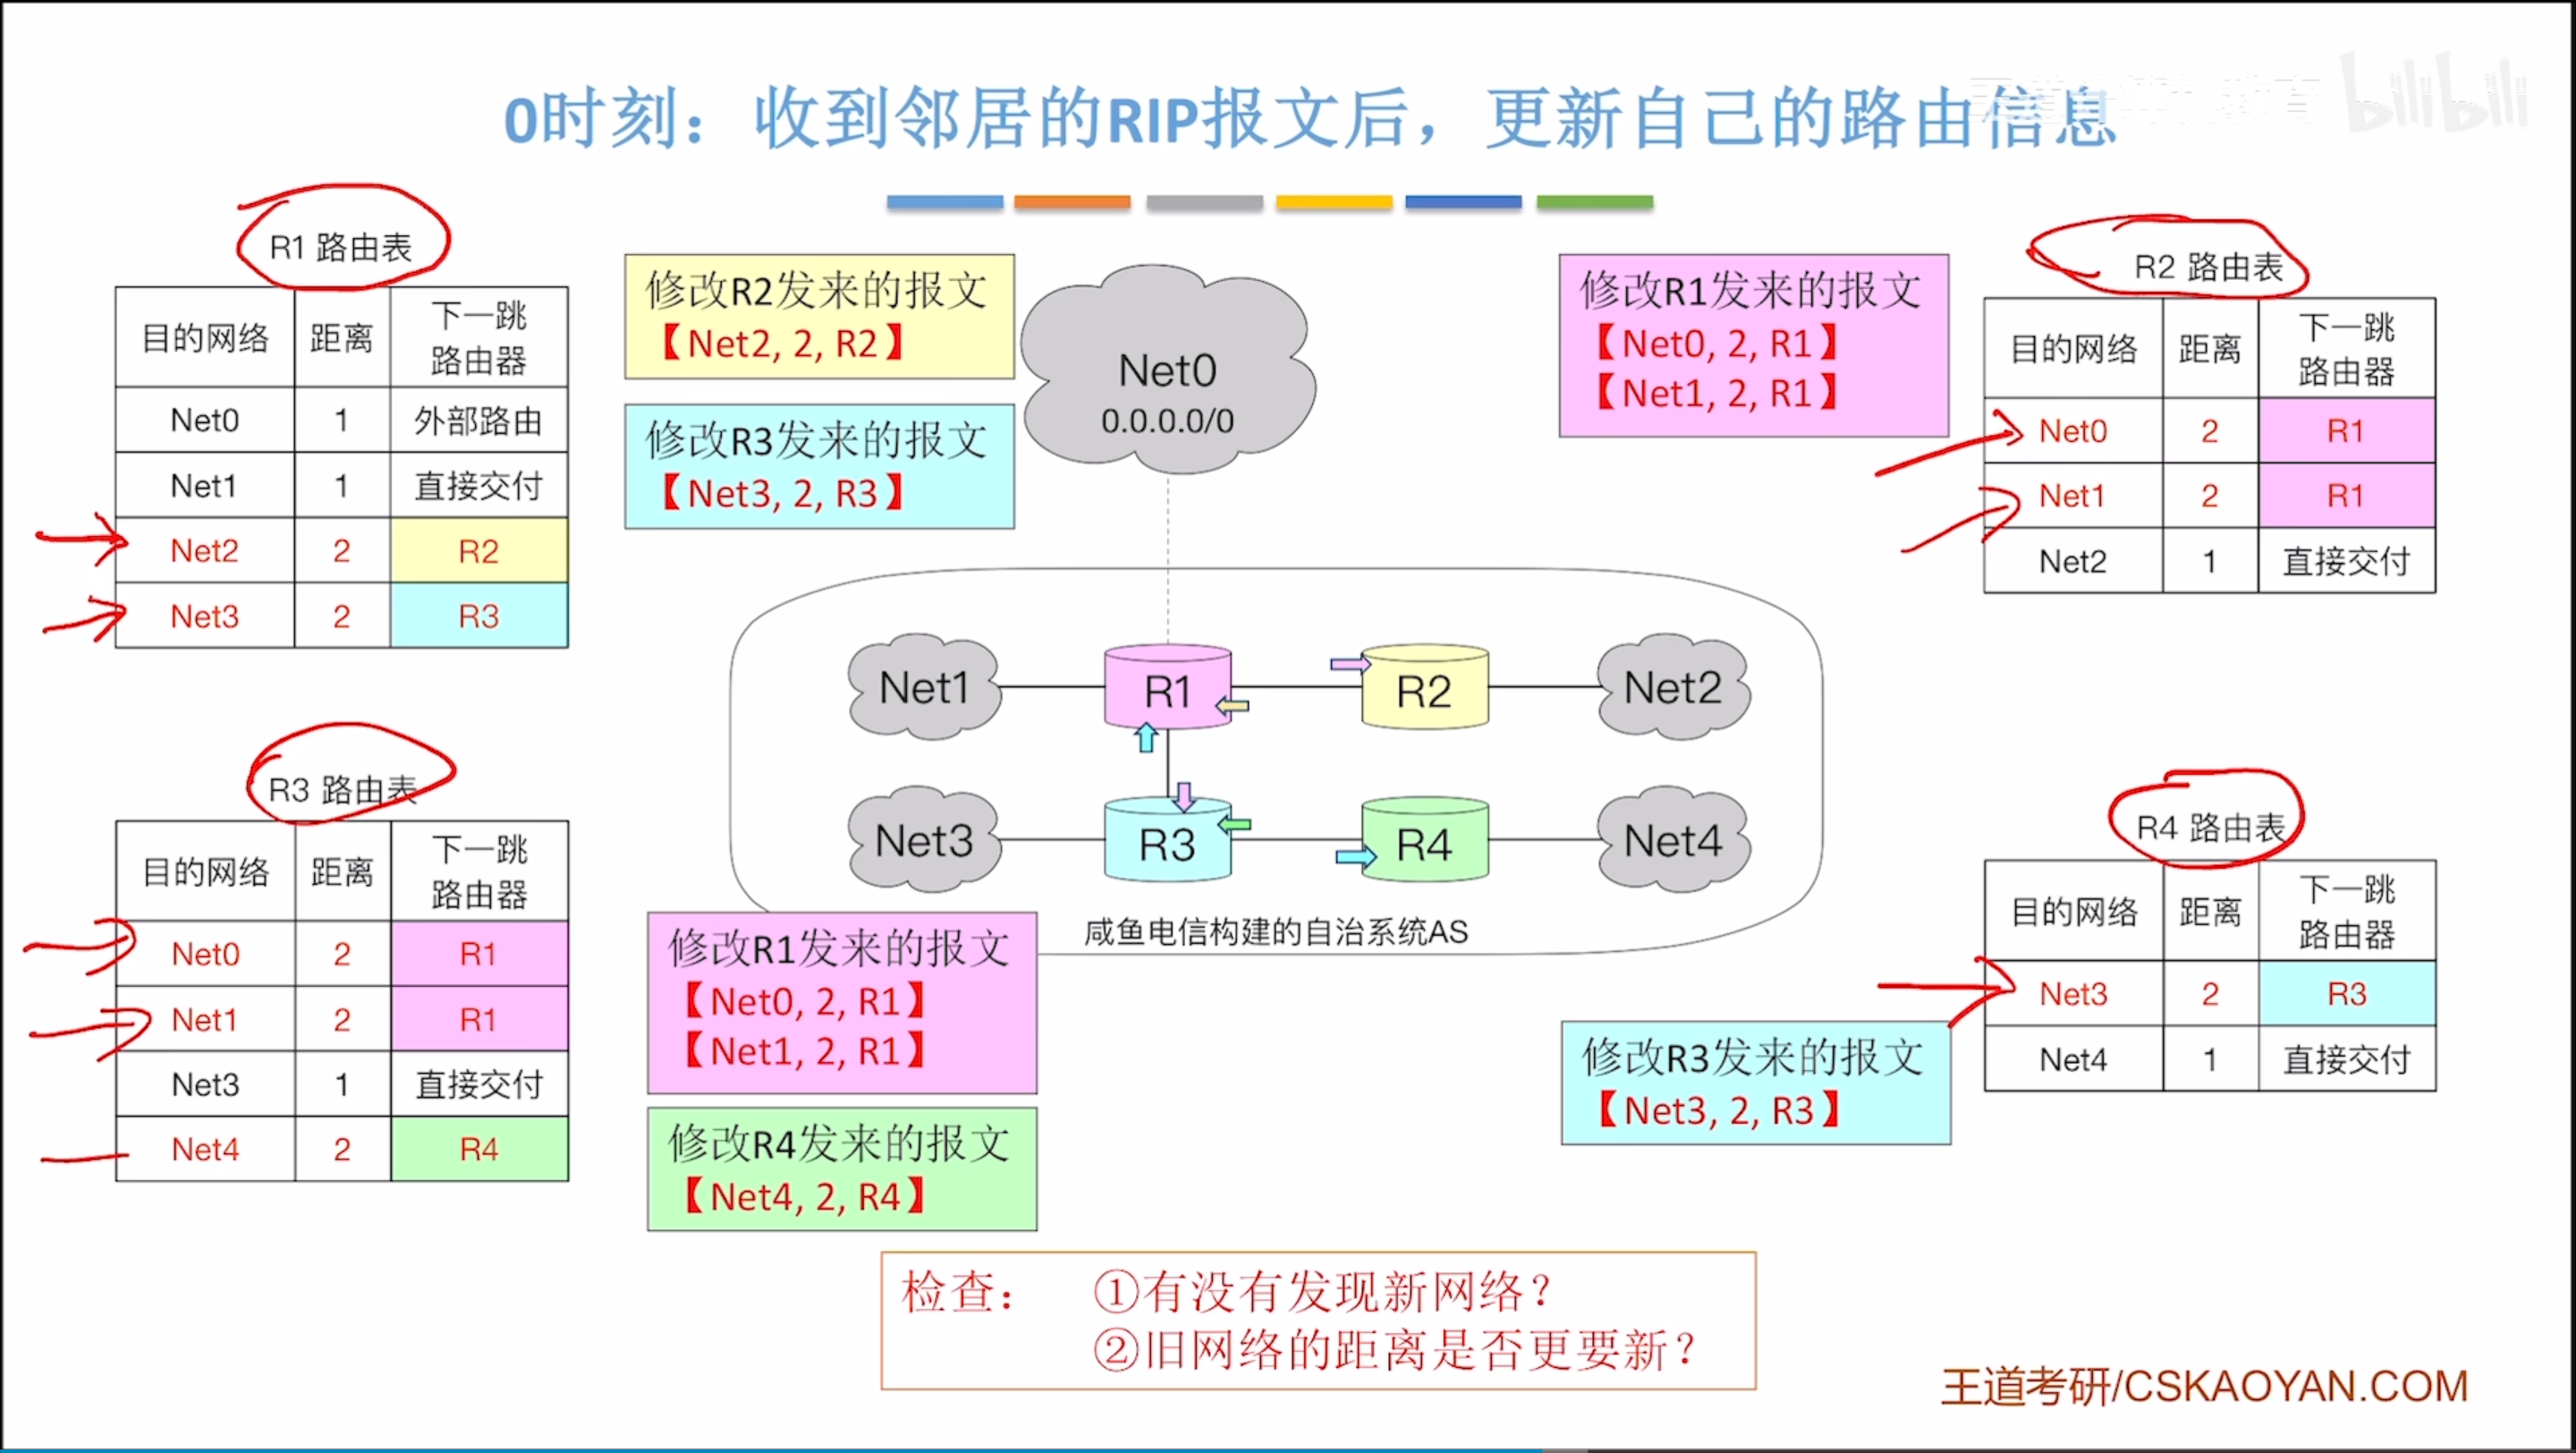 0时刻：收到邻居的RIP报文后，更新自己的路由信息
bilibili
R1 路由表
目的网络 距离 下一跳路由器
Net0 1 外部路由
Net1 1 直接交付
Net2 2 R2
Net3 2 R3
修改R2发来的报文
【Net2, 2, R2】
修改R3发来的报文
【Net3, 2, R3】
Net0
0.0.0.0/0
修改R1发来的报文
【Net0, 2, R1】
【Net1, 2, R1】
R2 路由表
目的网络 距离 下一跳路由器
Net0 2 R1
Net1 2 R1
Net2 1 直接交付
Net1 R1 R2 Net2
Net3 R3 R4 Net4
咸鱼电信构建的自治系统AS
R3 路由表
目的网络 距离 下一跳路由器
Net0 2 R1
Net1 2 R1
Net3 1 直接交付
Net4 2 R4
修改R1发来的报文
【Net0, 2, R1】
【Net1, 2, R1】
修改R4发来的报文
【Net4, 2, R4】
R4 路由表
目的网络 距离 下一跳路由器
Net3 2 R3
Net4 1 直接交付
修改R3发来的报文
【Net3, 2, R3】
检查： ①有没有发现新网络？
②旧网络的距离是否更要新？
王道考研/CSKAOYAN.COM